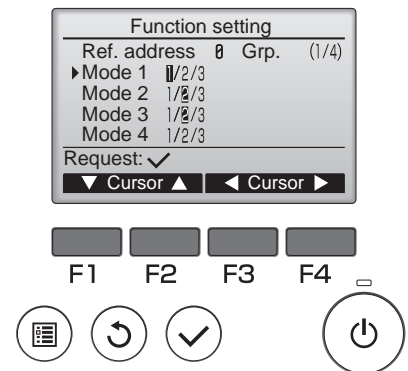 Function setting
Ref. address 0 Grp. (1/4)
Mode 1 1/2/3
Mode 2 1/2/3
Mode 3 1/2/3
Mode 4 1/2/3
Request:
Cursor Cursor
F1 F2 F3 F4